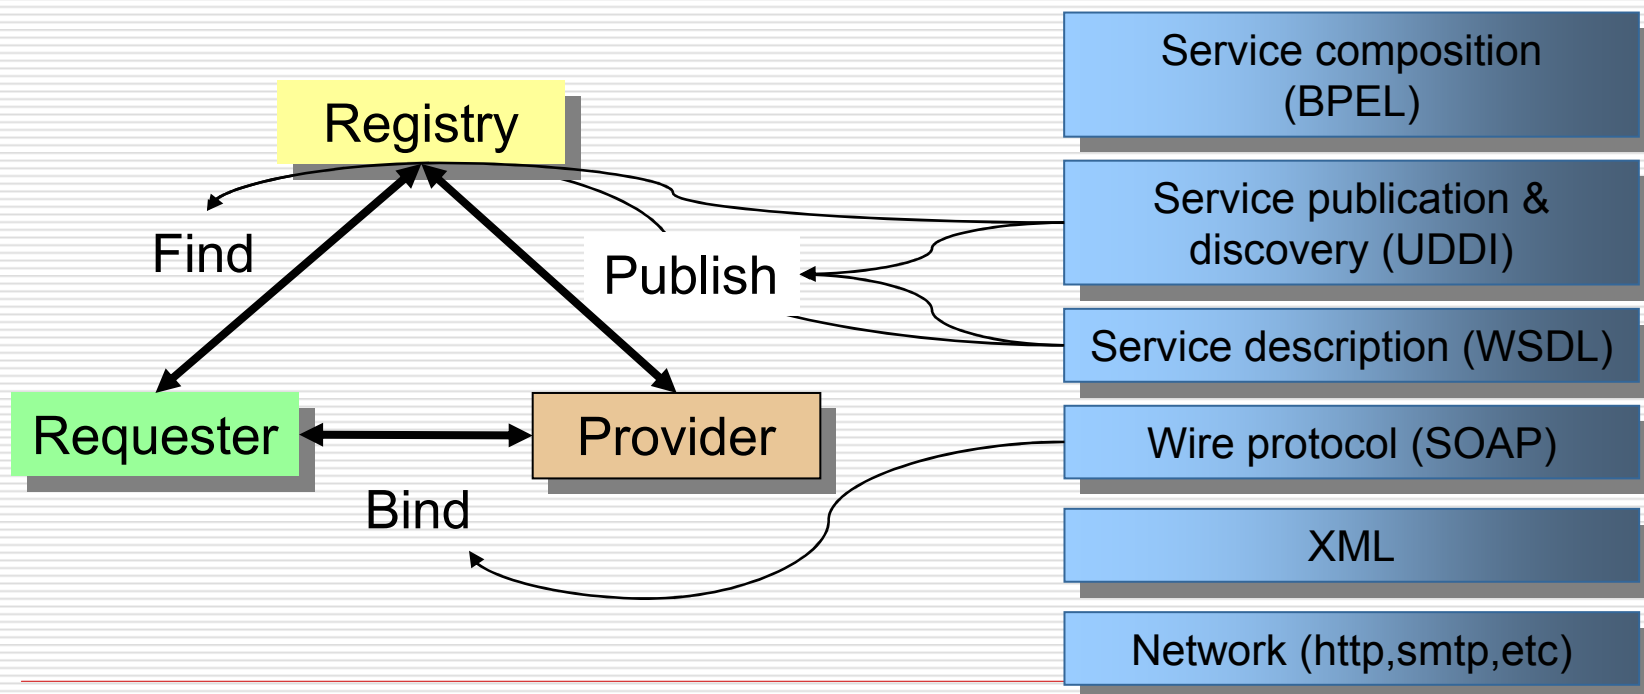 Registry
Find
Publish
Requester
Provider
Bind
Service composition
(BPEL)
Service publication &
discovery (UDDI)
Service description (WSDL)
Wire protocol (SOAP)
XML
Network (http,smtp,etc)